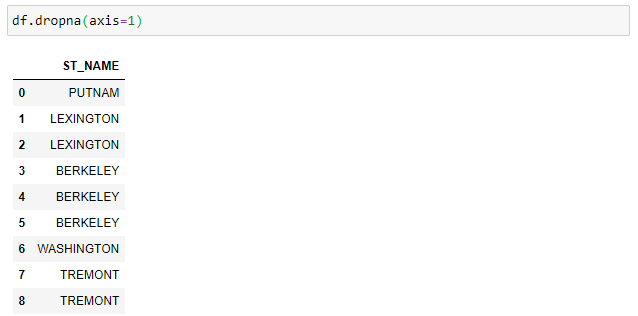 df.dropna(axis=1)
ST_NAME
0 PUTNAM
1 LEXINGTON
2 LEXINGTON
3 BERKELEY
4 BERKELEY
5 BERKELEY
6 WASHINGTON
7 TREMONT
8 TREMONT